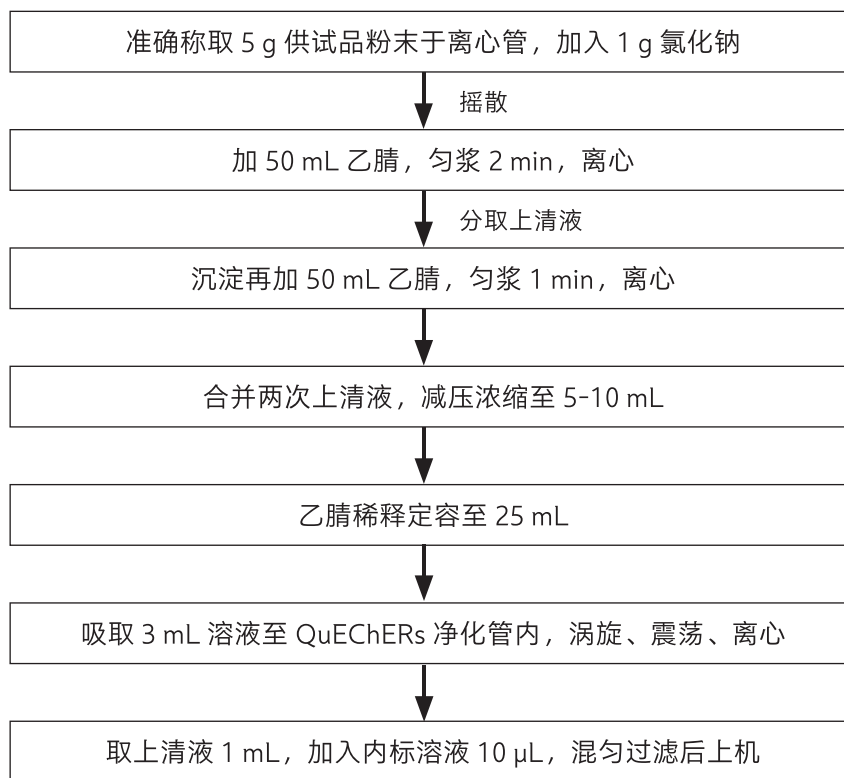 准确称取 5 g 供试品粉末于离心管，加入 1 g 氯化钠
摇散
加 50 mL 乙腈，匀浆 2 min，离心
分取上清液
沉淀再加 50 mL 乙腈，匀浆 1 min，离心
合并两次上清液，减压浓缩至 5-10 mL
乙腈稀释定容至 25 mL
吸取 3 mL 溶液至 QuEChERs 净化管内，涡旋、震荡、离心
取上清液 1 mL，加入内标溶液 10 μL，混匀过滤后上机